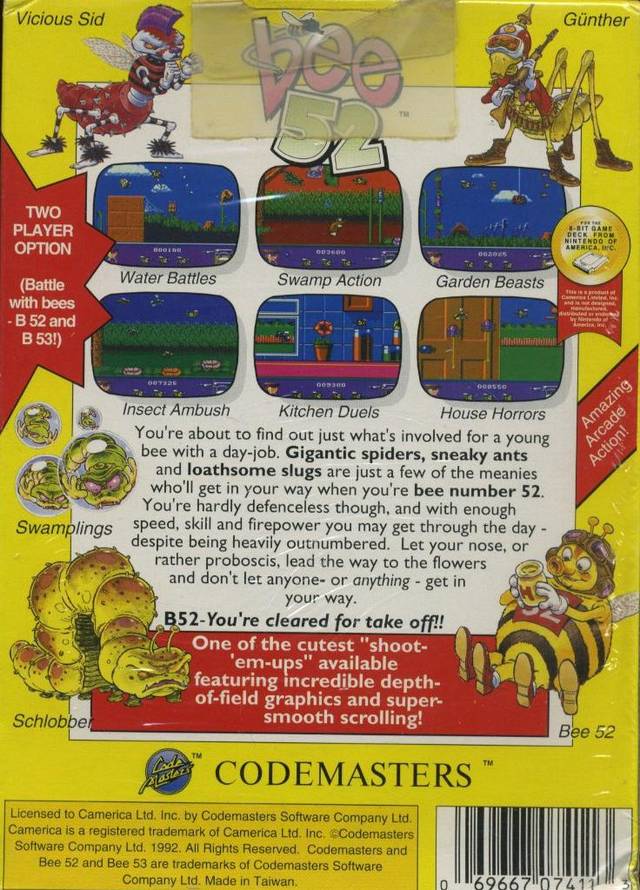 Vicious Sid
Günther
bee
52
TM
TWO
PLAYER
OPTION
(Battle
with bees
- B 52 and
B 53!)
FOR THE
8-BIT GAME
DECK FROM
NINTENDO OF
AMERICA, INC.
This is a product of
Camerica Limited, Inc.
and is not designed,
manufactured,
distributed or endorsed
by Nintendo of
America, Inc.
Water Battles
Swamp Action
Garden Beasts
Insect Ambush
Kitchen Duels
House Horrors
Amazing
Arcade
Action!
You're about to find out just what's involved for a young
bee with a day-job. Gigantic spiders, sneaky ants
and loathsome slugs are just a few of the meanies
who'll get in your way when you're bee number 52.
You're hardly defenceless though, and with enough
speed, skill and firepower you may get through the day -
despite being heavily outnumbered. Let your nose, or
rather proboscis, lead the way to the flowers
and don't let anyone- or anything - get in
your way.
B52-You're cleared for take off!!
Swamplings
Schlobber
Bee 52
One of the cutest "shoot-
'em-ups" available
featuring incredible depth-
of-field graphics and super-
smooth scrolling!
Code
Masters
TM
CODEMASTERS TM
Licensed to Camerica Ltd. Inc. by Codemasters Software Company Ltd.
Camerica is a registered trademark of Camerica Ltd. Inc. ©Codemasters
Software Company Ltd. 1992. All Rights Reserved. Codemasters and
Bee 52 and Bee 53 are trademarks of Codemasters Software
Company Ltd. Made in Taiwan.
0 69667 07411